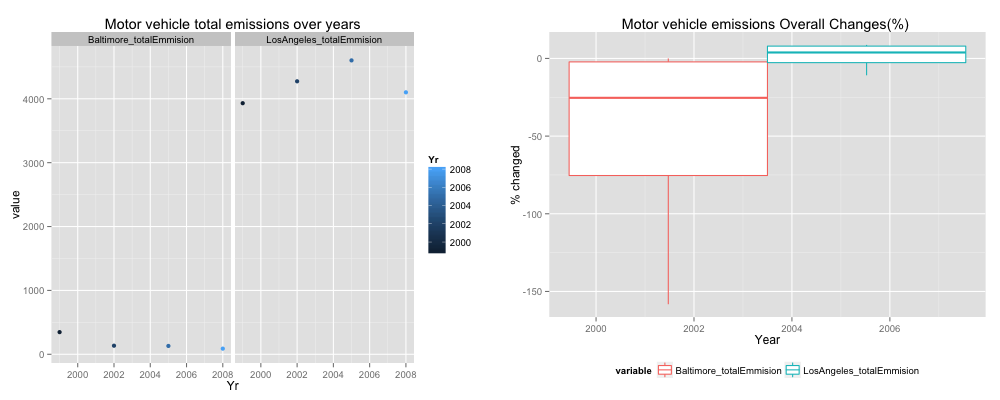 Motor vehicle total emissions over years
Baltimore_totalEmmision LosAngeles_totalEmmision
4000
3000
2000
1000
0
value
2000 2002 2004 2006 2008 2000 2002 2004 2006 2008
Yr
Yr
2008
2006
2004
2002
2000
Motor vehicle emissions Overall Changes(%)
0
-50
-100
-150
% changed
2000 2002 2004 2006
Year
variable Baltimore_totalEmmision LosAngeles_totalEmmision